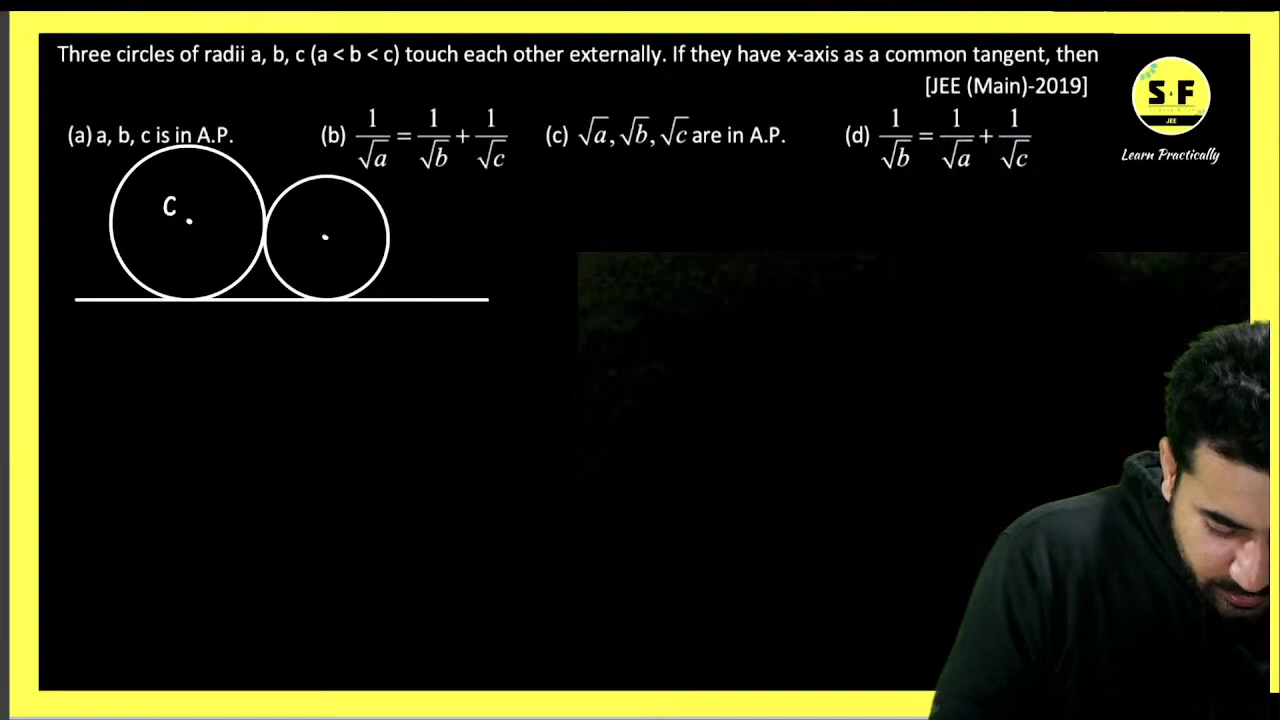 Three circles of radii a, b, c (a < b < c) touch each other externally. If they have x-axis as a common tangent, then
[JEE (Main)-2019]
(a) a, b, c is in A.P. (b) 1/√a = 1/√b + 1/√c (c) √a, √b, √c are in A.P. (d) 1/√b = 1/√a + 1/√c
S F
JEE
Learn Practically
C